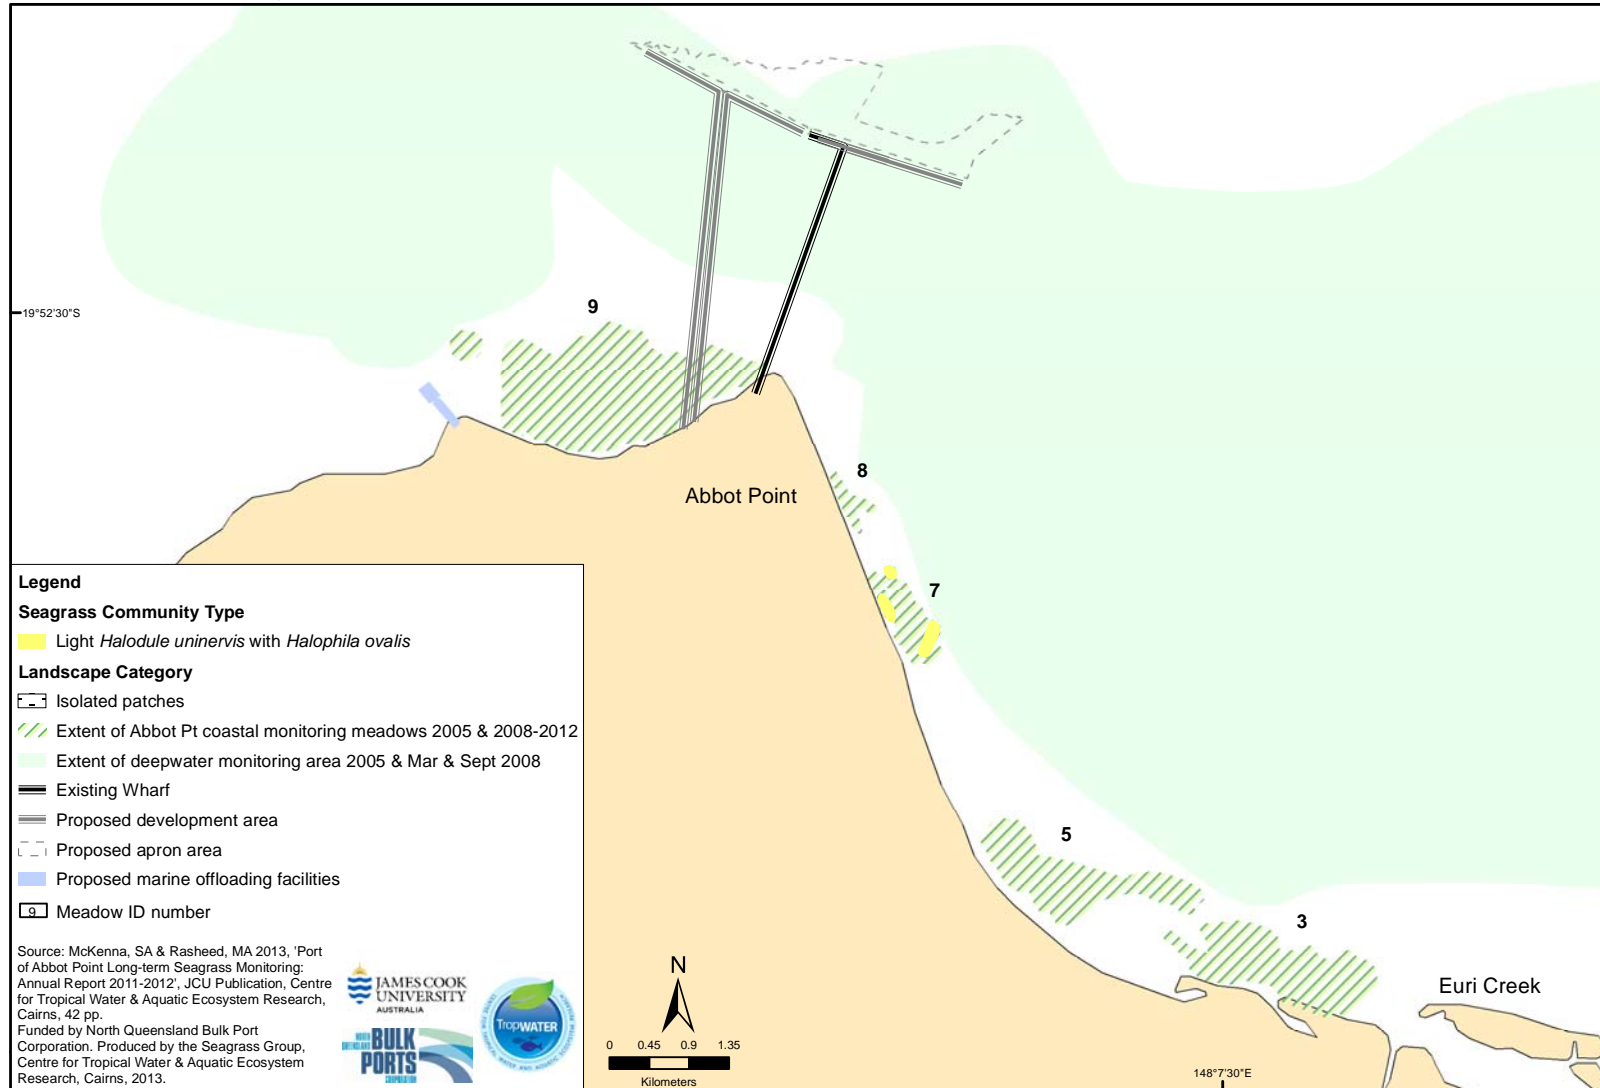 19°52'30"S
9
8
Abbot Point
7
5
3
Euri Creek
148°7'30"E
N
0 0.45 0.9 1.35
Kilometers
Legend
Seagrass Community Type
Light Halodule uninervis with Halophila ovalis
Landscape Category
Isolated patches
Extent of Abbot Pt coastal monitoring meadows 2005 & 2008-2012
Extent of deepwater monitoring area 2005 & Mar & Sept 2008
Existing Wharf
Proposed development area
Proposed apron area
Proposed marine offloading facilities
9 Meadow ID number
Source: McKenna, SA & Rasheed, MA 2013, 'Port
of Abbot Point Long-term Seagrass Monitoring:
Annual Report 2011-2012', JCU Publication, Centre
for Tropical Water & Aquatic Ecosystem Research,
Cairns, 42 pp.
Funded by North Queensland Bulk Port
Corporation. Produced by the Seagrass Group,
Centre for Tropical Water & Aquatic Ecosystem
Research, Cairns, 2013.
JAMES COOK
UNIVERSITY
AUSTRALIA
NORTH
QUEENSLAND
BULK
PORTS
CORPORATION
TropWATER